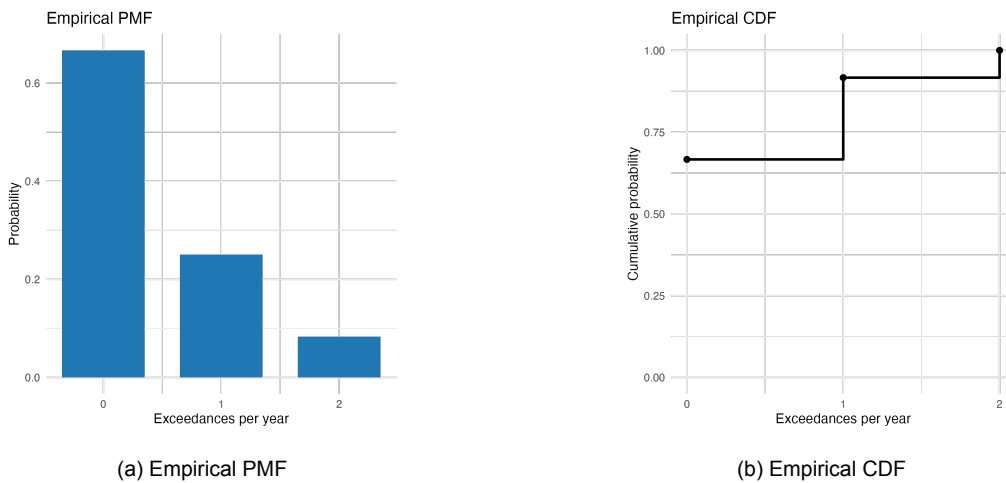 Empirical PMF
Probability
0.6
0.4
0.2
0.0
0 1 2
Exceedances per year
(a) Empirical PMF
Empirical CDF
Cumulative probability
1.00
0.75
0.50
0.25
0.00
0 1 2
Exceedances per year
(b) Empirical CDF